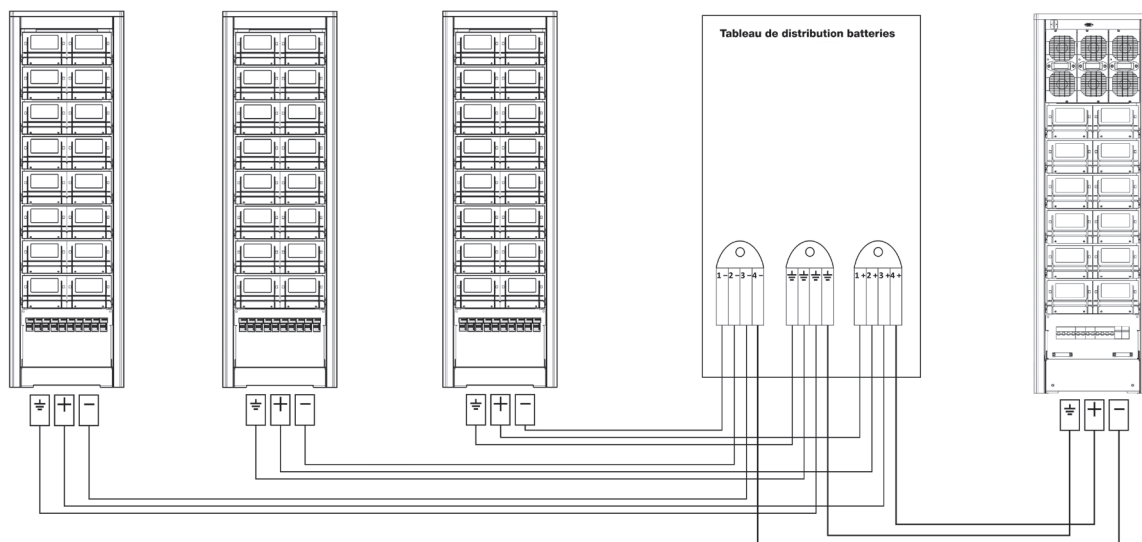 Tableau de distribution batteries
1 − 2 − 3 − 4 −
1 + 2 + 3 + 4 +
+ −
+ −
+ −
+ −